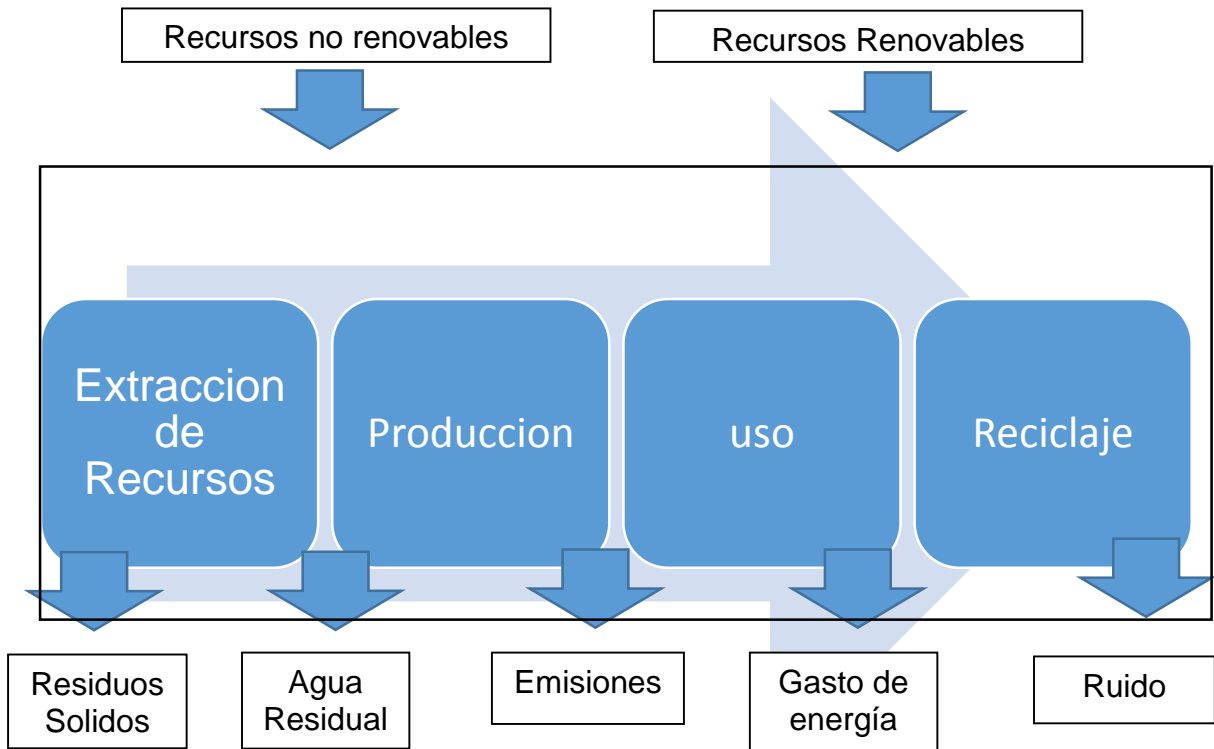 Recursos no renovables
Recursos Renovables
Extraccion
de
Recursos
Produccion
uso
Reciclaje
Residuos
Solidos
Agua
Residual
Emisiones
Gasto de
energía
Ruido